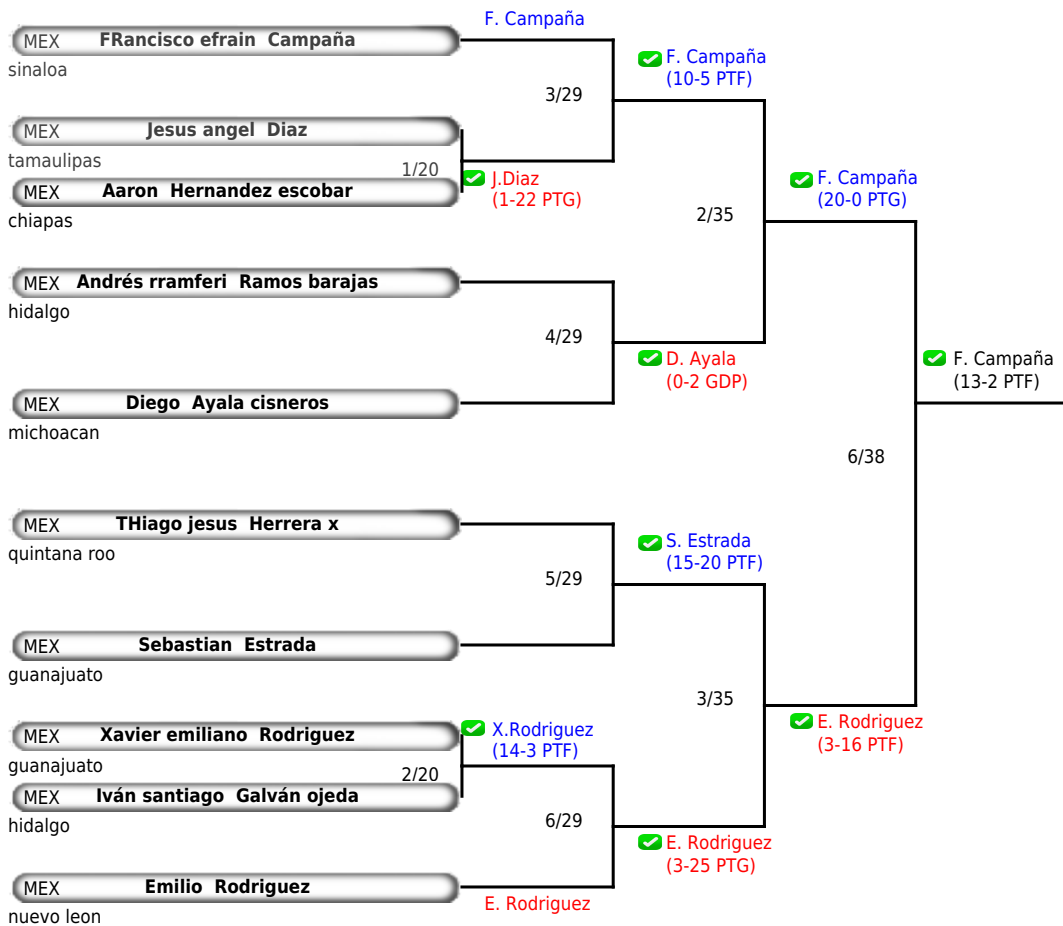 F. Campaña
MEX FRancisco efrain Campaña
sinaloa
F. Campaña
(10-5 PTF)
3/29
MEX Jesus angel Diaz
tamaulipas
1/20
J.Diaz
(1-22 PTG)
MEX Aaron Hernandez escobar
chiapas
F. Campaña
(20-0 PTG)
2/35
MEX Andrés rramferi Ramos barajas
hidalgo
4/29
D. Ayala
(0-2 GDP)
F. Campaña
(13-2 PTF)
MEX Diego Ayala cisneros
michoacan
6/38
MEX THiago jesus Herrera x
quintana roo
S. Estrada
(15-20 PTF)
5/29
MEX Sebastian Estrada
guanajuato
3/35
E. Rodriguez
(3-16 PTF)
MEX Xavier emiliano Rodriguez
guanajuato
X.Rodriguez
(14-3 PTF)
2/20
MEX Iván santiago Galván ojeda
hidalgo
6/29
E. Rodriguez
(3-25 PTG)
MEX Emilio Rodriguez
nuevo leon
E. Rodriguez